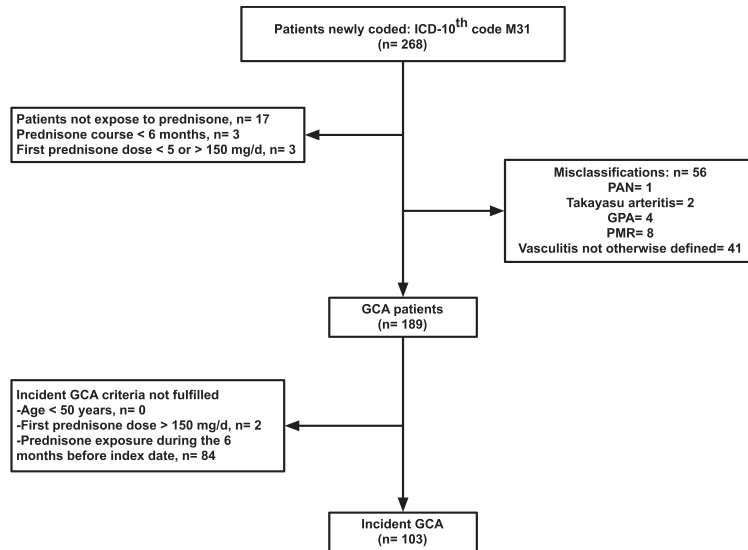 Patients newly coded: ICD-10th code M31
(n= 268)
Patients not expose to prednisone, n= 17
Prednisone course < 6 months, n= 3
First prednisone dose < 5 or > 150 mg/d, n= 3
Misclassifications: n= 56
PAN= 1
Takayasu arteritis= 2
GPA= 4
PMR= 8
Vasculitis not otherwise defined= 41
GCA patients
(n= 189)
Incident GCA criteria not fulfilled
-Age < 50 years, n= 0
-First prednisone dose > 150 mg/d, n= 2
-Prednisone exposure during the 6
months before index date, n= 84
Incident GCA
(n= 103)